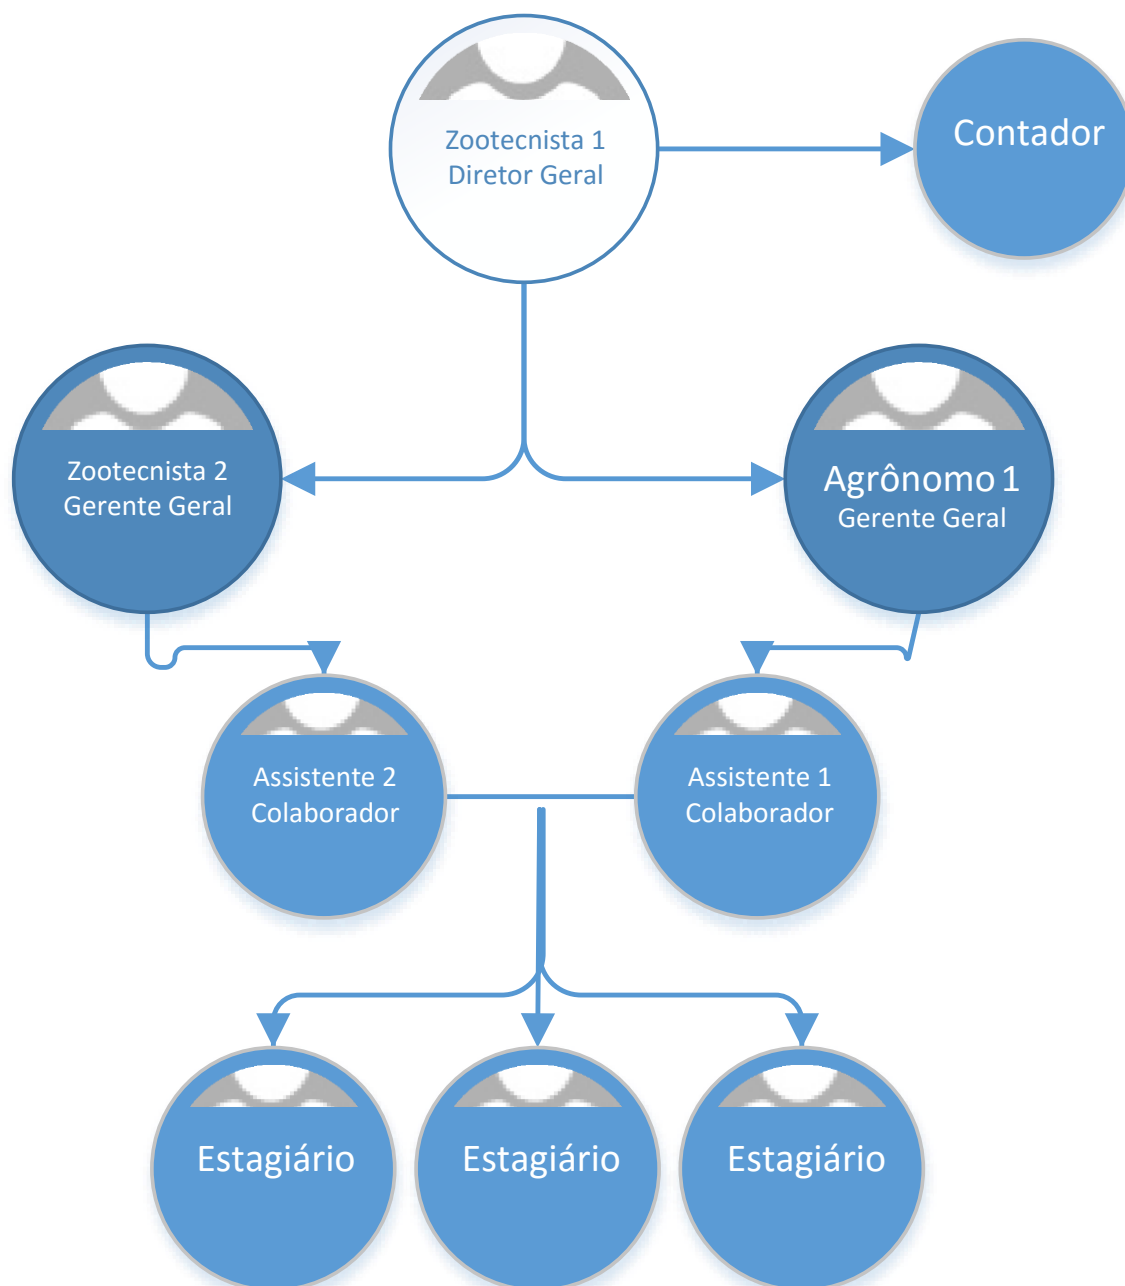 Zootecnista 1
Diretor Geral
Contador
Zootecnista 2
Gerente Geral
Agrônomo 1
Gerente Geral
Assistente 2
Colaborador
Assistente 1
Colaborador
Estagiário
Estagiário
Estagiário